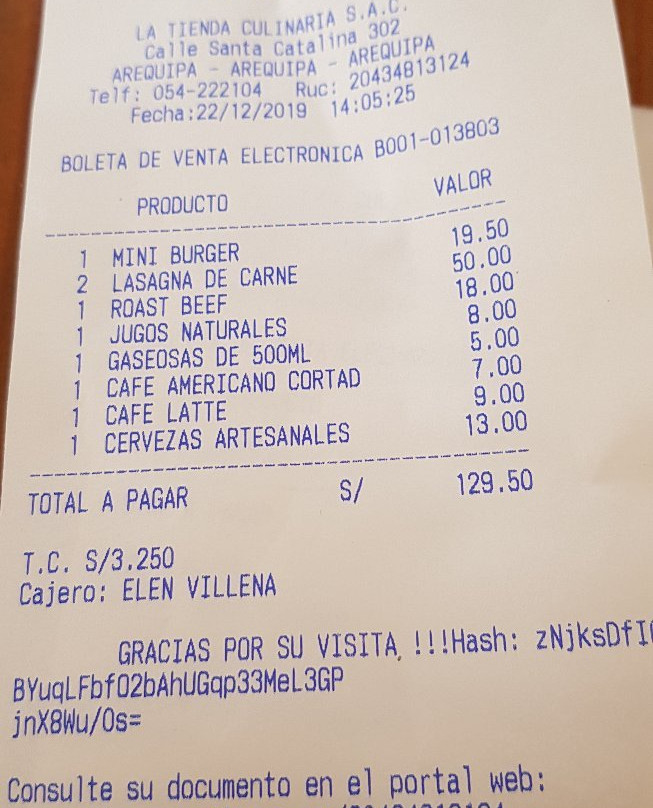 LA TIENDA CULINARIA S.A.C.
Calle Santa Catalina 302
AREQUIPA - AREQUIPA - AREQUIPA
Telf: 054-222104 Ruc: 20434813124
Fecha:22/12/2019 14:05:25
BOLETA DE VENTA ELECTRONICA B001-013803
PRODUCTO VALOR
1 MINI BURGER 19.50
2 LASAGNA DE CARNE 50.00
1 ROAST BEEF 18.00
1 JUGOS NATURALES 8.00
1 GASEOSAS DE 500ML 5.00
1 CAFE AMERICANO CORTAD 7.00
1 CAFE LATTE 9.00
1 CERVEZAS ARTESANALES 13.00
TOTAL A PAGAR S/ 129.50
T.C. S/3.250
Cajero: ELEN VILLENA
GRACIAS POR SU VISITA, !!!Hash: zNjksDfI
BYuqLFbf02bAhUGqp33MeL3GP
jnX8Wu/Os=
Consulte su documento en el portal web: